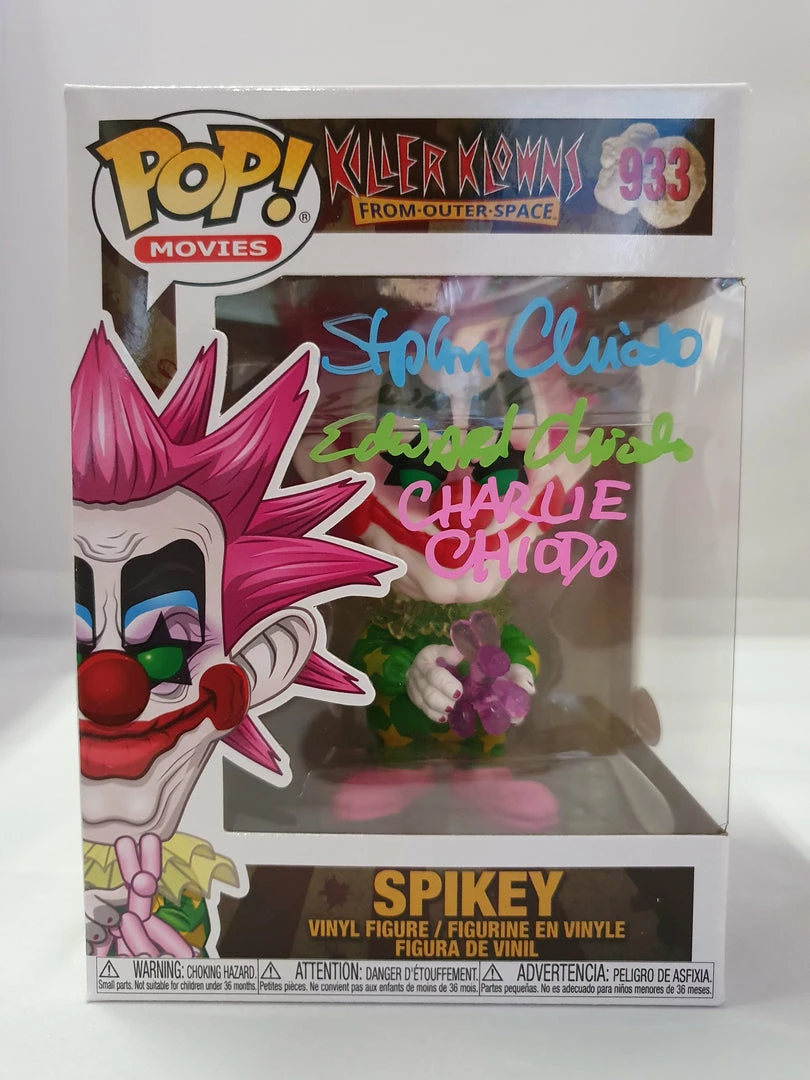 POP!®
MOVIES
KILLER KLOWNS
FROM·OUTER·SPACE
933
Stephen Chiodo
Edward Chiodo
CHARLIE
CHIODO
SPIKEY
VINYL FIGURE / FIGURINE EN VINYLE
FIGURA DE VINIL
WARNING: CHOKING HAZARD.
Small parts. Not suitable for children under 36 months.
ATTENTION: DANGER D'ÉTOUFFEMENT.
Petites pièces. Ne convient pas aux enfants de moins de 36 mois.
ADVERTENCIA: PELIGRO DE ASFIXIA.
Partes pequeñas. No es adecuado para niños menores de 36 meses.